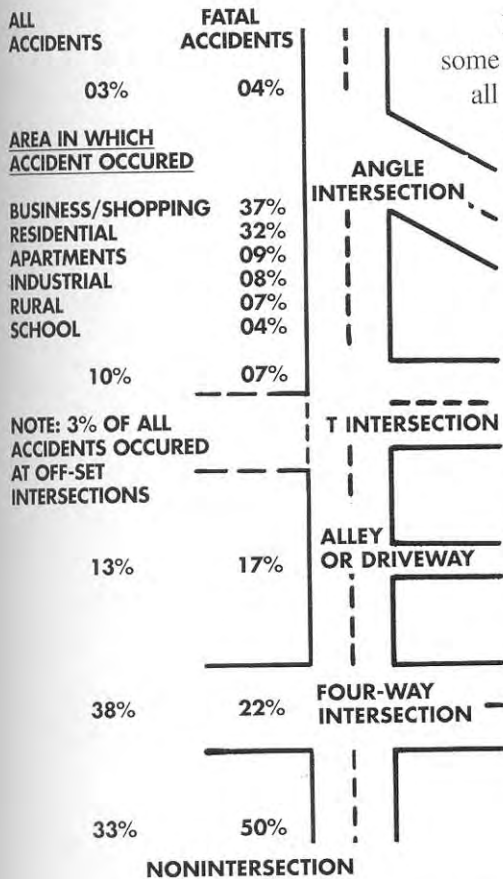 ALL ACCIDENTS
FATAL ACCIDENTS
some
all
03% 04%
AREA IN WHICH
ACCIDENT OCCURED
ANGLE
INTERSECTION
BUSINESS/SHOPPING 37%
RESIDENTIAL 32%
APARTMENTS 09%
INDUSTRIAL 08%
RURAL 07%
SCHOOL 04%
10% 07%
NOTE: 3% OF ALL
ACCIDENTS OCCURED
AT OFF-SET
INTERSECTIONS
T INTERSECTION
ALLEY
OR DRIVEWAY
13% 17%
38% 22%
FOUR-WAY
INTERSECTION
33% 50%
NONINTERSECTION